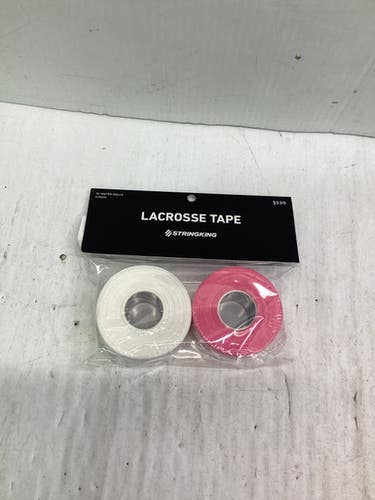 $9.99
LACROSSE TAPE
STRINGKING